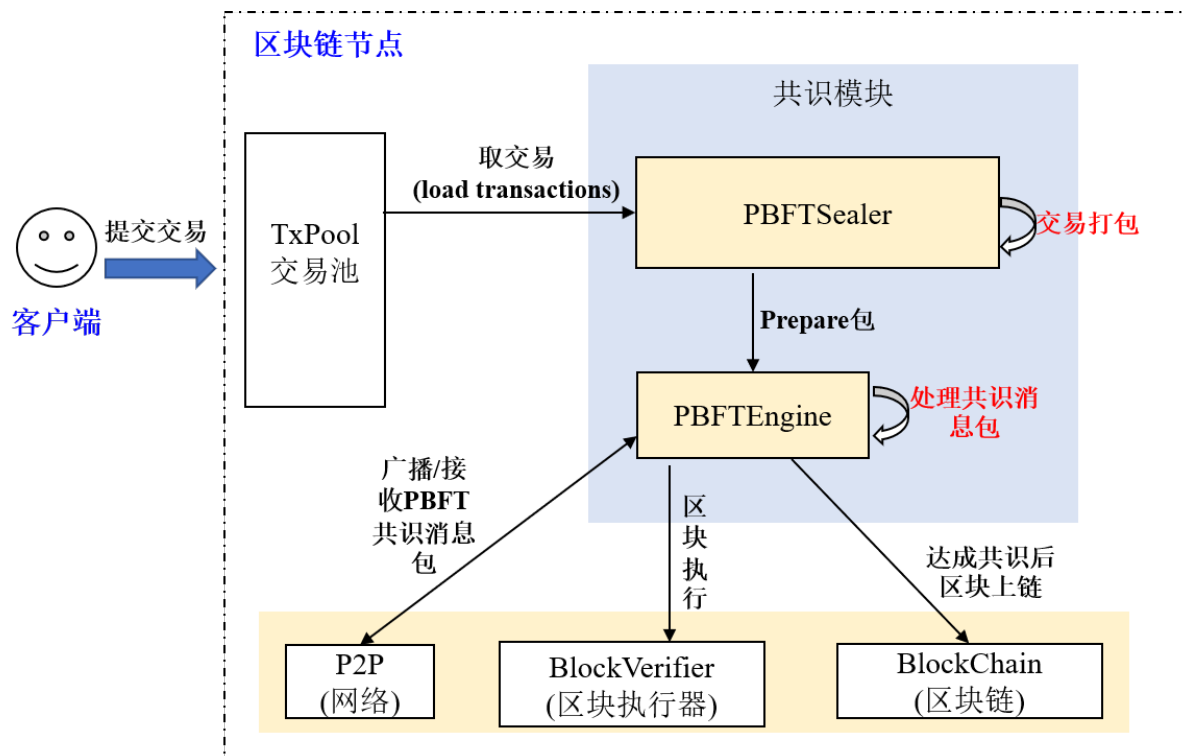 区块链节点
共识模块
取交易
(load transactions)
PBFTSealer
交易打包
提交交易
TxPool
交易池
客户端
Prepare包
PBFTEngine
处理共识消
息包
广播/接
收PBFT
共识消息
包
区
块
执
行
达成共识后
区块上链
P2P
(网络)
BlockVerifier
(区块执行器)
BlockChain
(区块链)